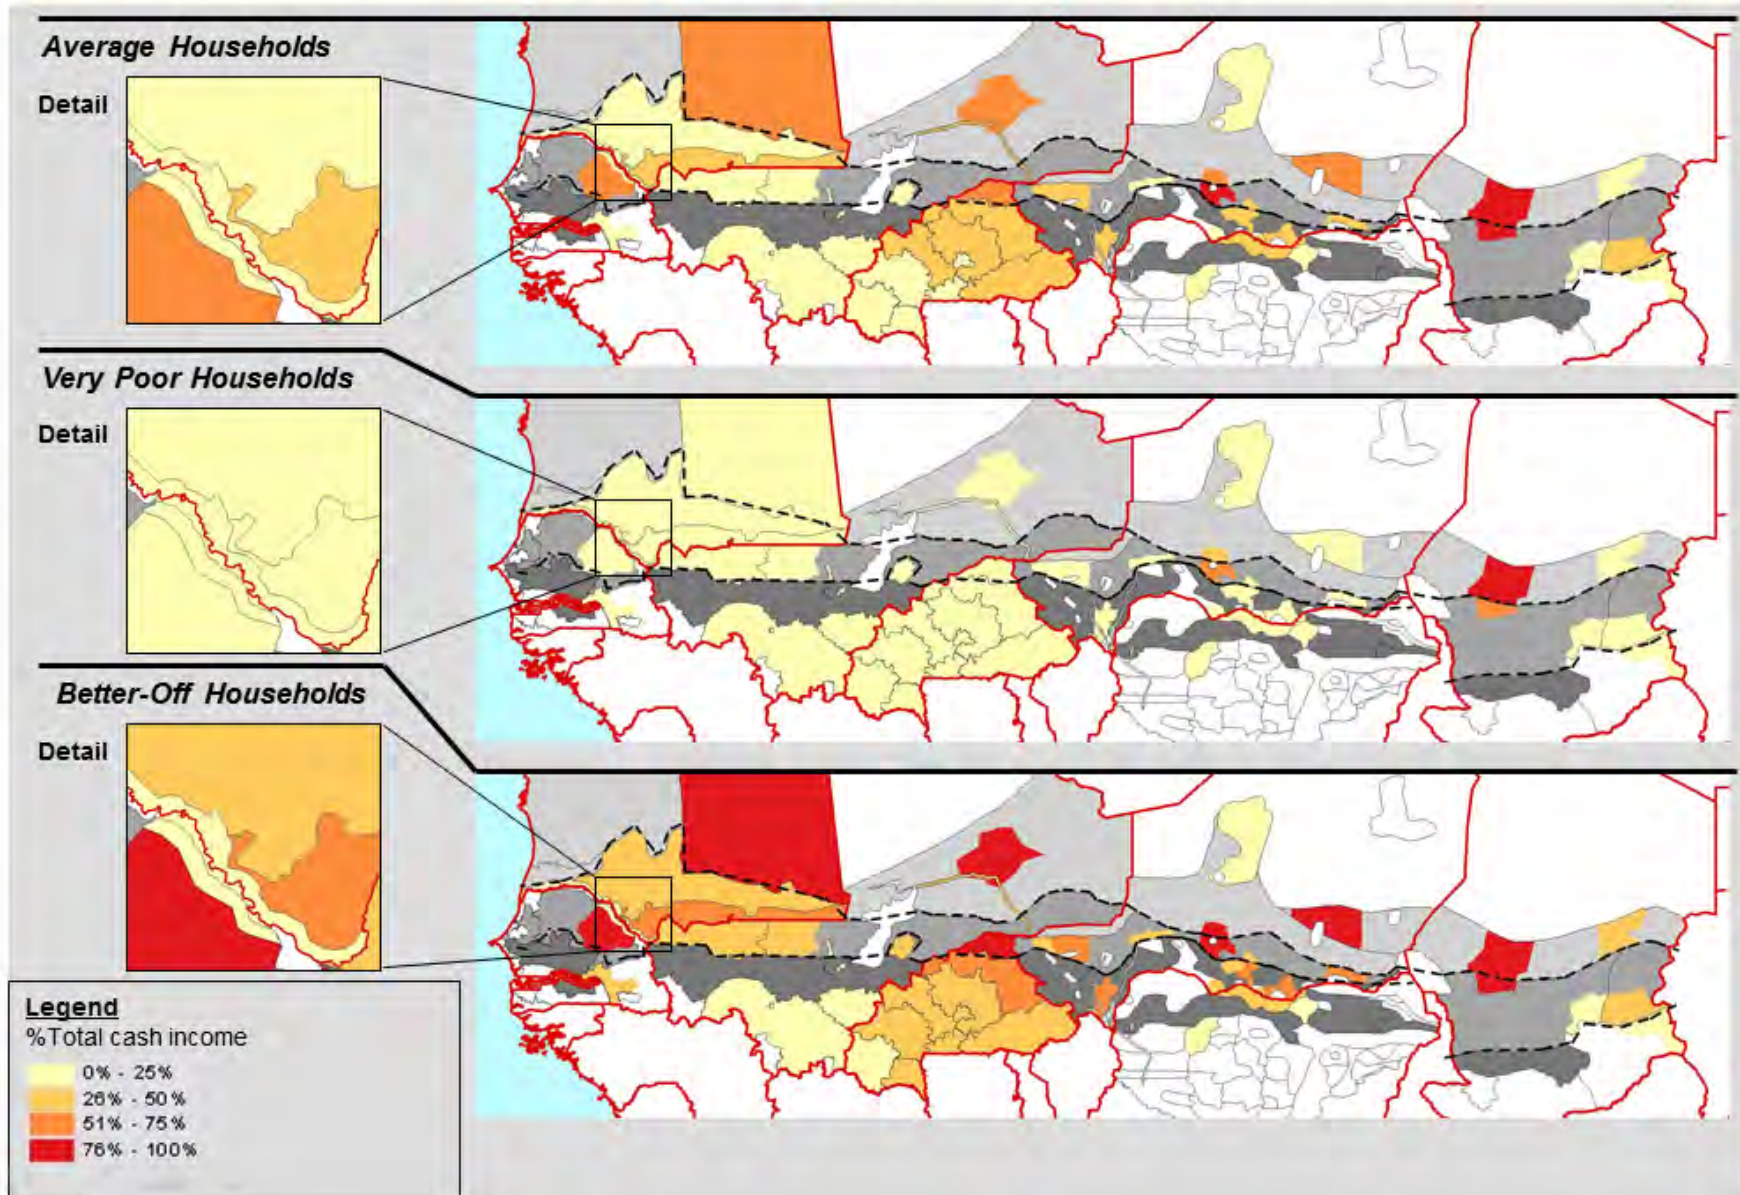 Average Households
Detail
Very Poor Households
Detail
Better-Off Households
Detail
Legend
%Total cash income
0% - 25%
26% - 50%
51% - 75%
76% - 100%